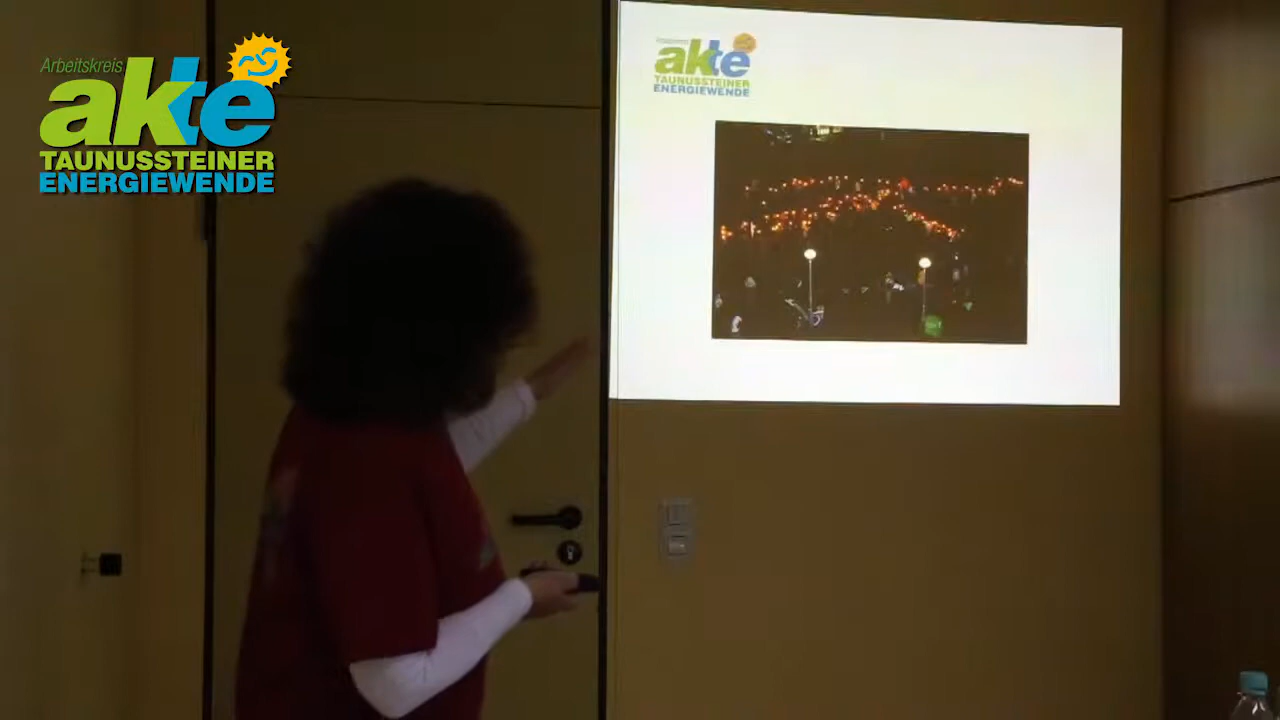 Arbeitskreis
akte
TAUNUSSTEINER
ENERGIEWENDE
akte
TAUNUSSTEINER
ENERGIEWENDE